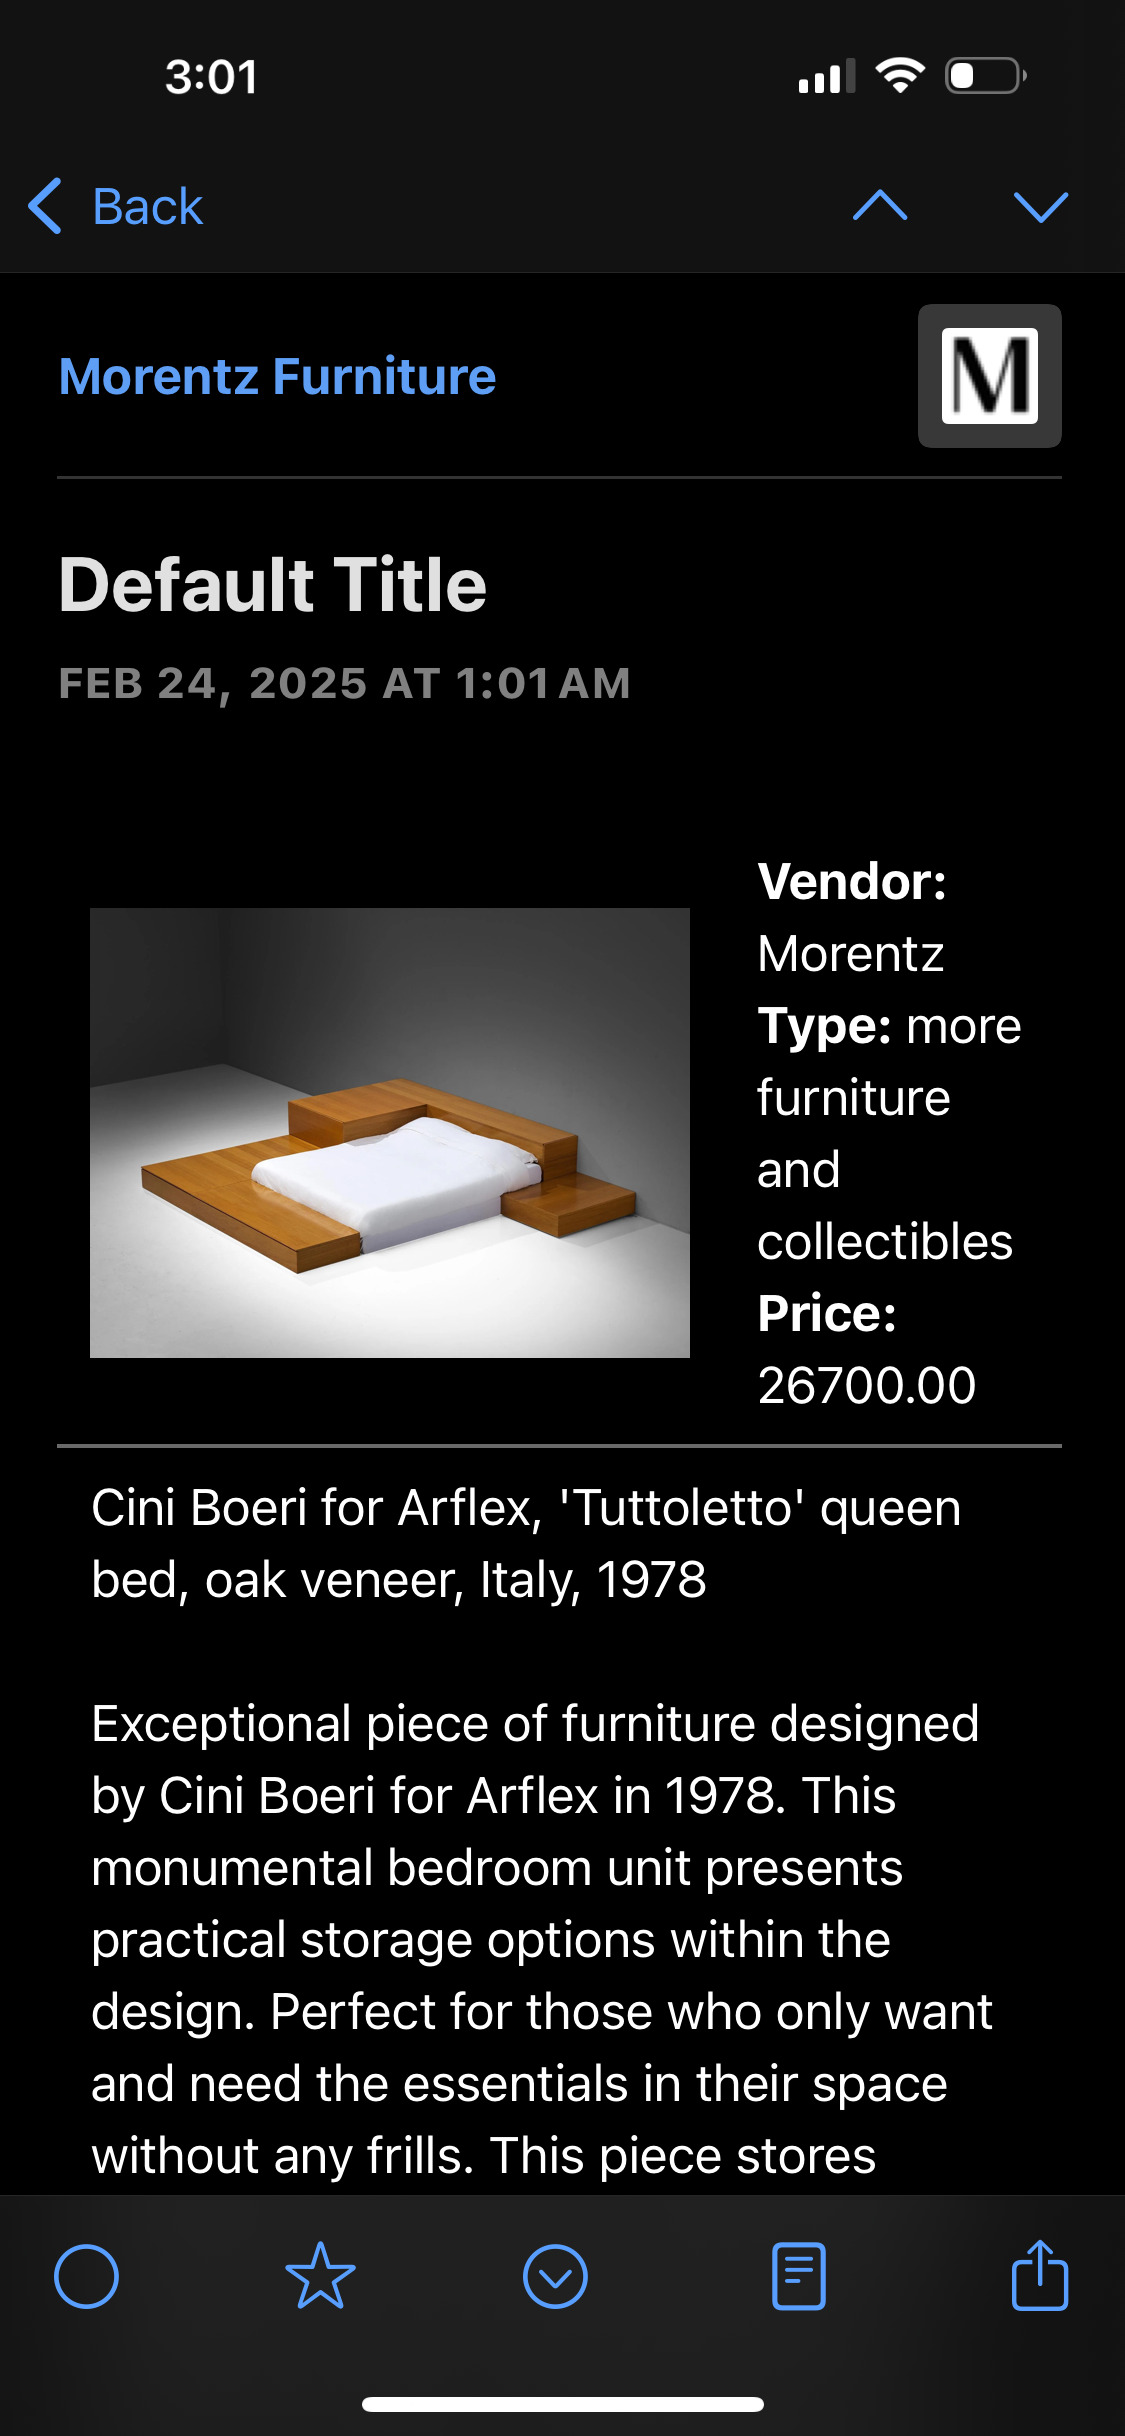 3:01
Back
Morentz Furniture
M
Default Title
FEB 24, 2025 AT 1:01 AM
Vendor:
Morentz
Type: more
furniture
and
collectibles
Price:
26700.00
Cini Boeri for Arflex, 'Tuttoletto' queen
bed, oak veneer, Italy, 1978
Exceptional piece of furniture designed
by Cini Boeri for Arflex in 1978. This
monumental bedroom unit presents
practical storage options within the
design. Perfect for those who only want
and need the essentials in their space
without any frills. This piece stores